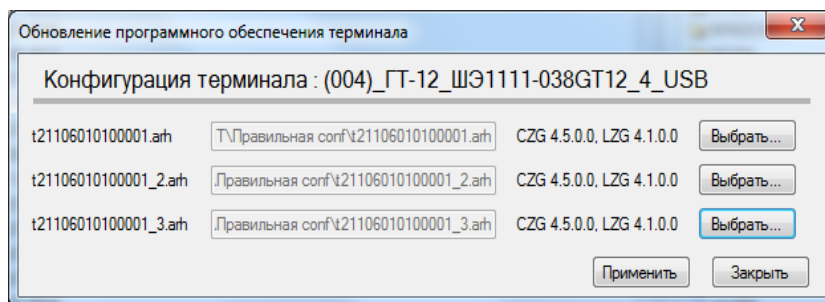 Обновление программного обеспечения терминала
Конфигурация терминала : (004)_ГТ-12_ШЭ1111-038GT12_4_USB
t21106010100001.arh T\Правильная conf\t21106010100001.arh CZG 4.5.0.0, LZG 4.1.0.0 Выбрать...
t21106010100001_2.arh .Правильная conf\t21106010100001_2.arh CZG 4.5.0.0, LZG 4.1.0.0 Выбрать...
t21106010100001_3.arh .Правильная conf\t21106010100001_3.arh CZG 4.5.0.0, LZG 4.1.0.0 Выбрать...
Применить Закрыть